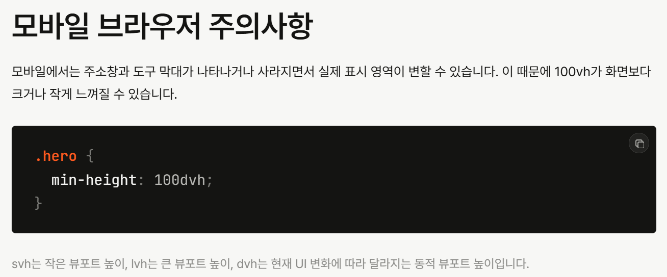 모바일 브라우저 주의사항
모바일에서는 주소창과 도구 막대가 나타나거나 사라지면서 실제 표시 영역이 변할 수 있습니다. 이 때문에 100vh가 화면보다
크거나 작게 느껴질 수 있습니다.
.hero {
  min-height: 100dvh;
}
svh는 작은 뷰포트 높이, lvh는 큰 뷰포트 높이, dvh는 현재 UI 변화에 따라 달라지는 동적 뷰포트 높이입니다.